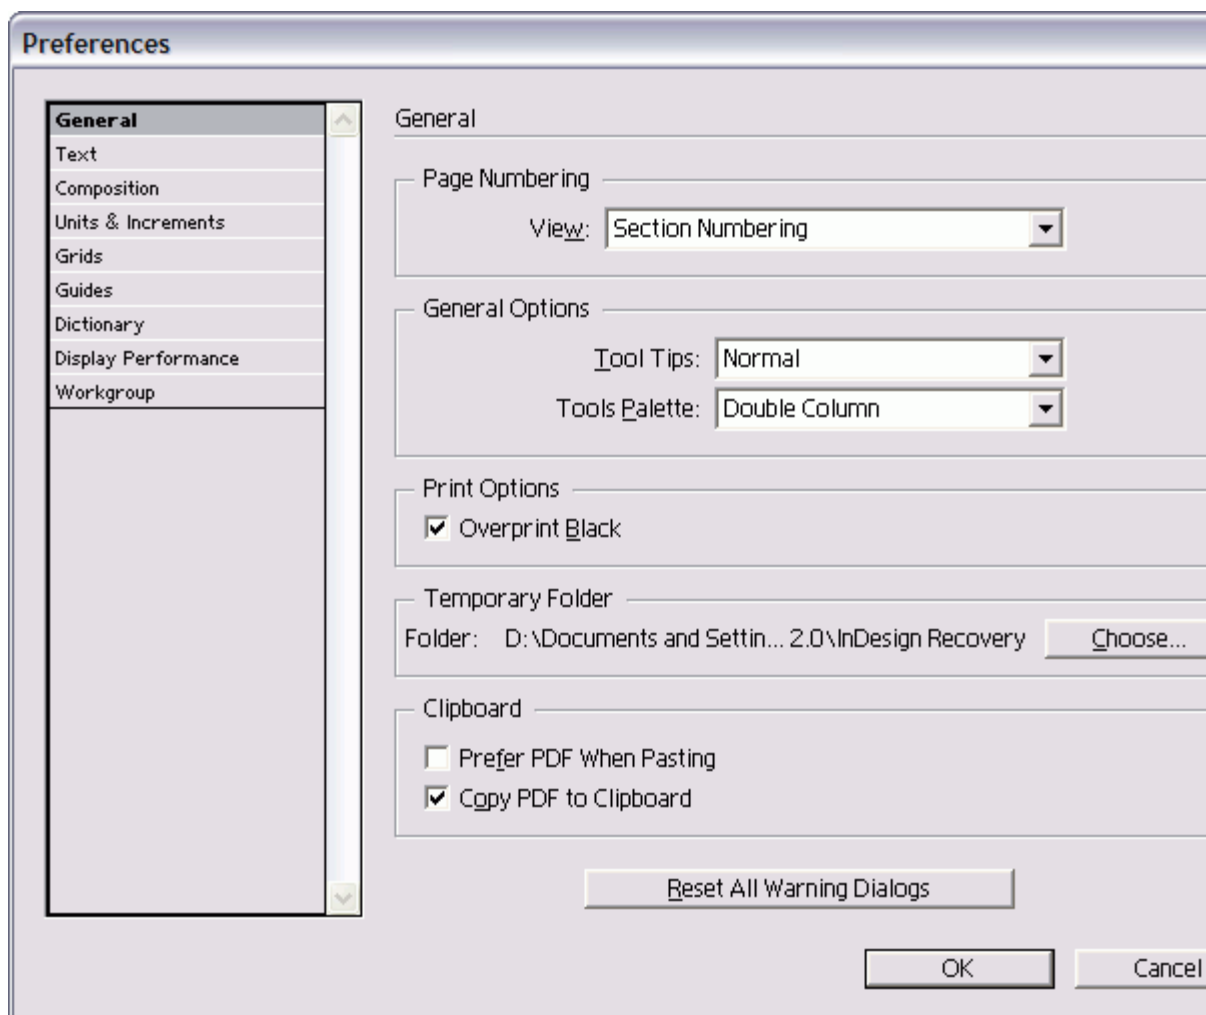 Preferences
General
Text
Composition
Units & Increments
Grids
Guides
Dictionary
Display Performance
Workgroup
General
Page Numbering
View: Section Numbering
General Options
Tool Tips: Normal
Tools Palette: Double Column
Print Options
Overprint Black
Temporary Folder
Folder: D:\Documents and Settin... 2.0\InDesign Recovery Choose...
Clipboard
Prefer PDF When Pasting
Copy PDF to Clipboard
Reset All Warning Dialogs
OK Cancel